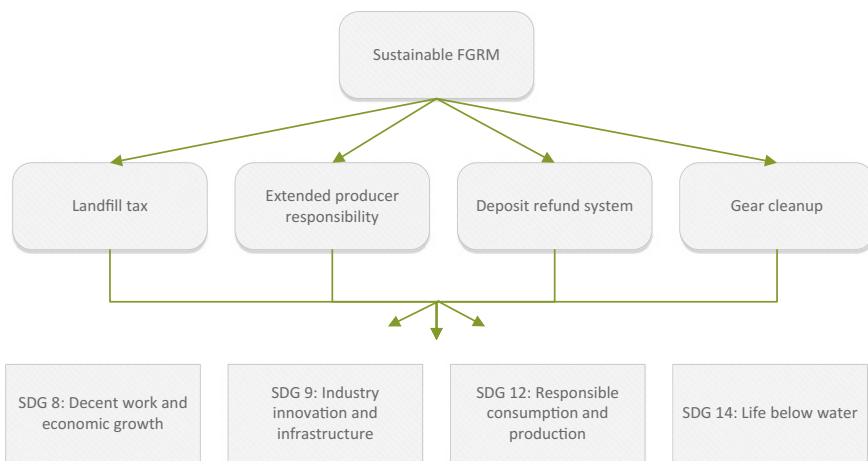 Sustainable FGRM
Landfill tax
Extended producer
responsibility
Deposit refund system
Gear cleanup
SDG 8: Decent work and
economic growth
SDG 9: Industry
innovation and
infrastructure
SDG 12: Responsible
consumption and
production
SDG 14: Life below water